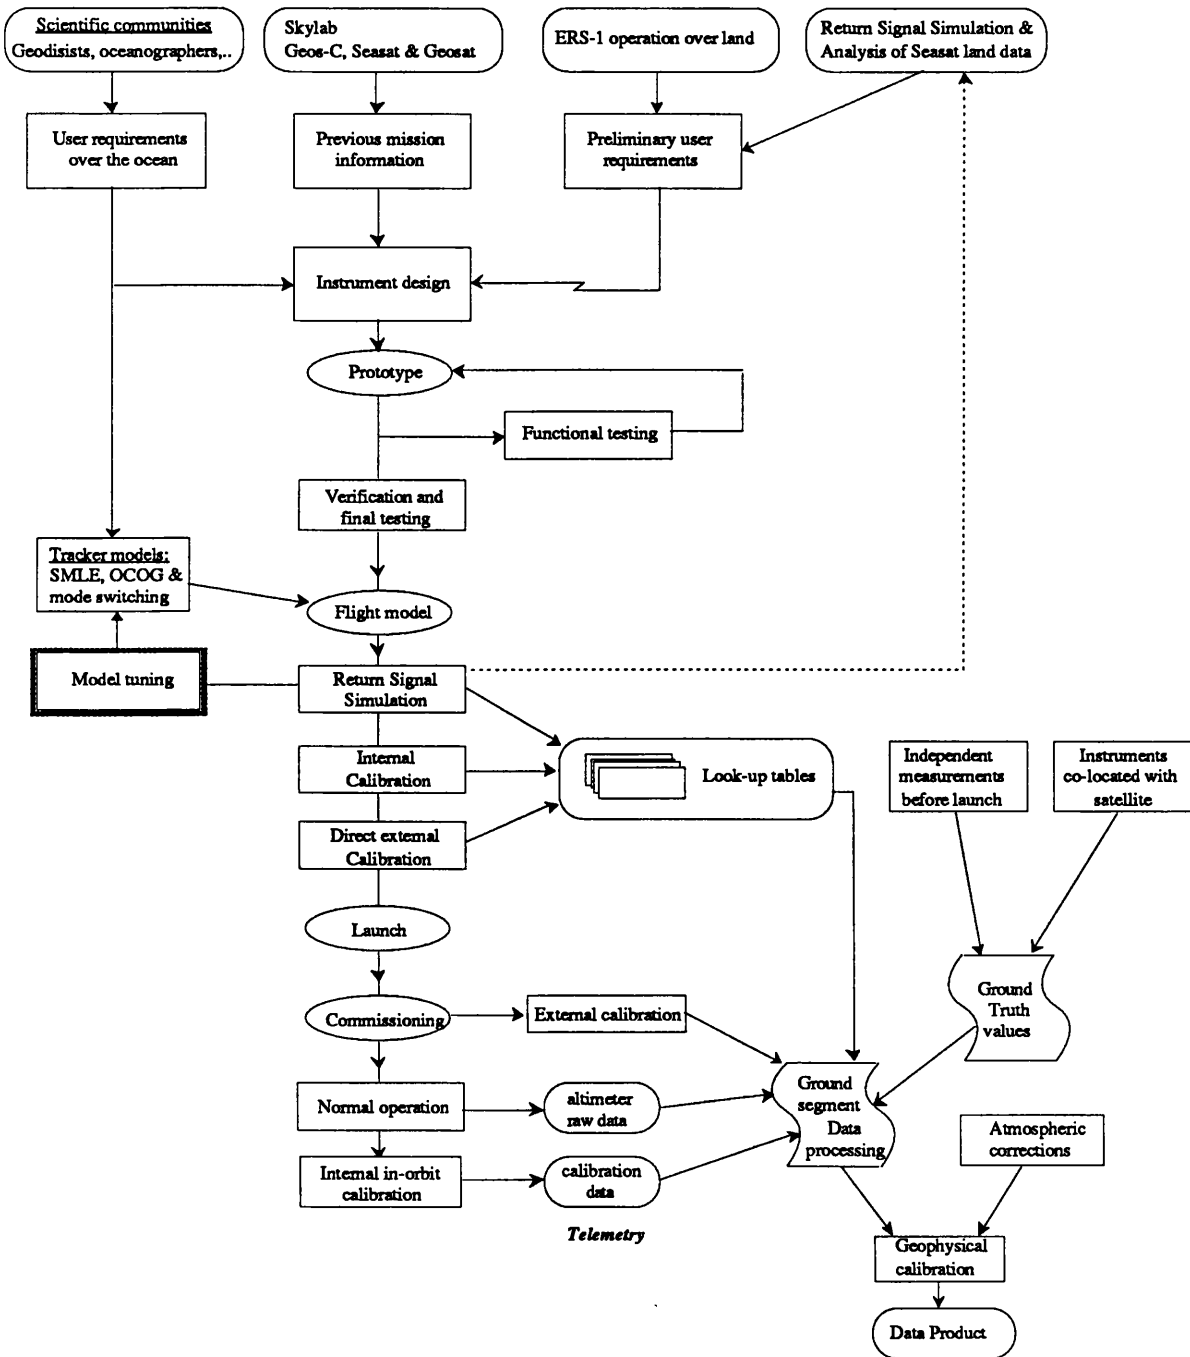 Scientific communities
Geodisists, oceanographers,..
Skylab
Geos-C, Seasat & Geosat
ERS-1 operation over land
Return Signal Simulation &
Analysis of Seasat land data
User requirements
over the ocean
Previous mission
information
Preliminary user
requirements
Instrument design
Prototype
Functional testing
Verification and
final testing
Tracker models:
SMLE, OCOG &
mode switching
Flight model
Model tuning
Return Signal
Simulation
Internal
Calibration
Look-up tables
Independent
measurements
before launch
Instruments
co-located with
satellite
Direct external
Calibration
Launch
Ground
Truth
values
Commissioning
External calibration
Ground
segment
Data
processing
Normal operation
altimeter
raw data
Atmospheric
corrections
Internal in-orbit
calibration
calibration
data
Telemetry
Geophysical
calibration
Data Product